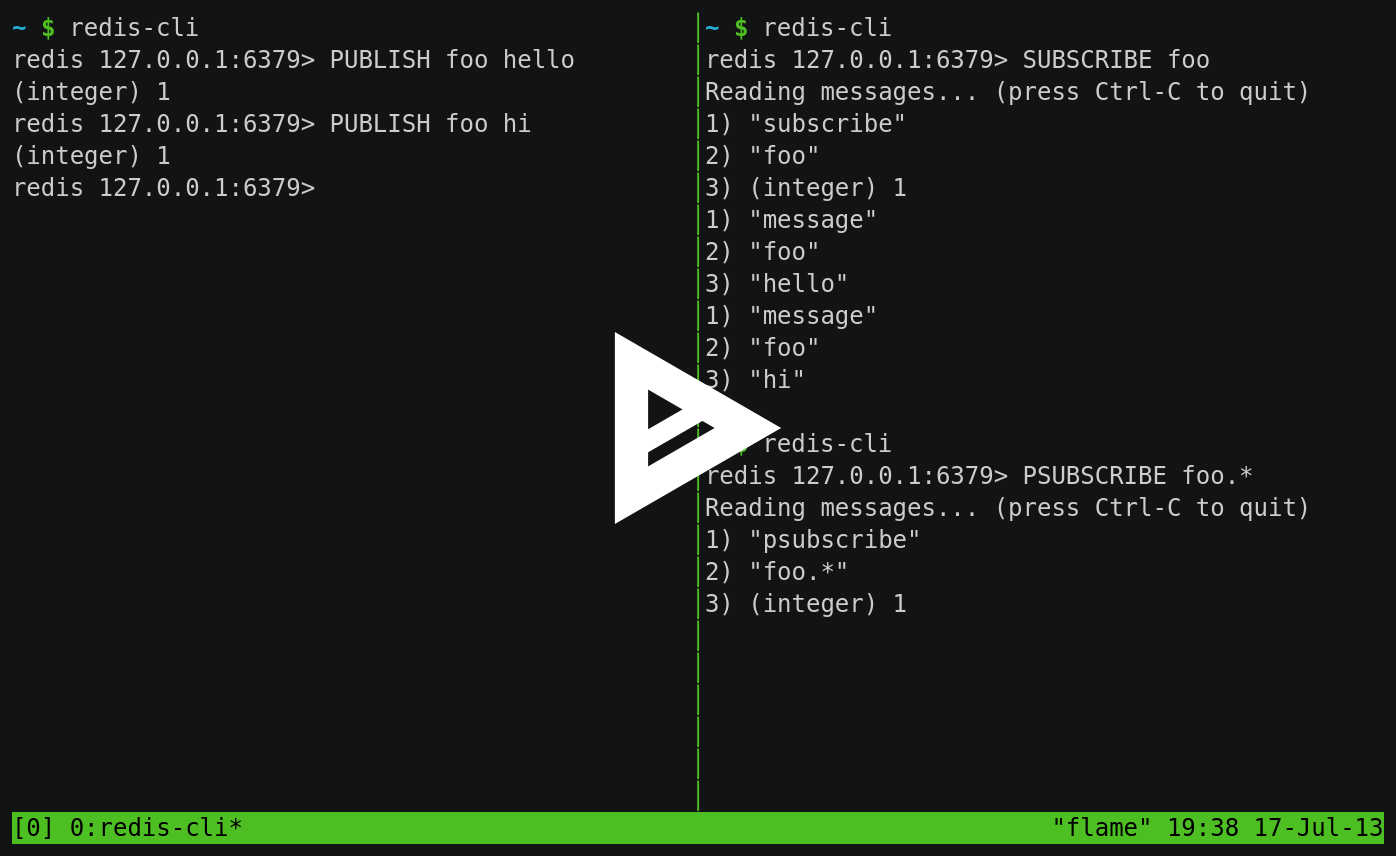 ~ $ redis-cli
redis 127.0.0.1:6379> PUBLISH foo hello
(integer) 1
redis 127.0.0.1:6379> PUBLISH foo hi
(integer) 1
redis 127.0.0.1:6379>
~ $ redis-cli
redis 127.0.0.1:6379> SUBSCRIBE foo
Reading messages... (press Ctrl-C to quit)
1) "subscribe"
2) "foo"
3) (integer) 1
1) "message"
2) "foo"
3) "hello"
1) "message"
2) "foo"
3) "hi"
$ redis-cli
redis 127.0.0.1:6379> PSUBSCRIBE foo.*
Reading messages... (press Ctrl-C to quit)
1) "psubscribe"
2) "foo.*"
3) (integer) 1
[0] 0:redis-cli* "flame" 19:38 17-Jul-13